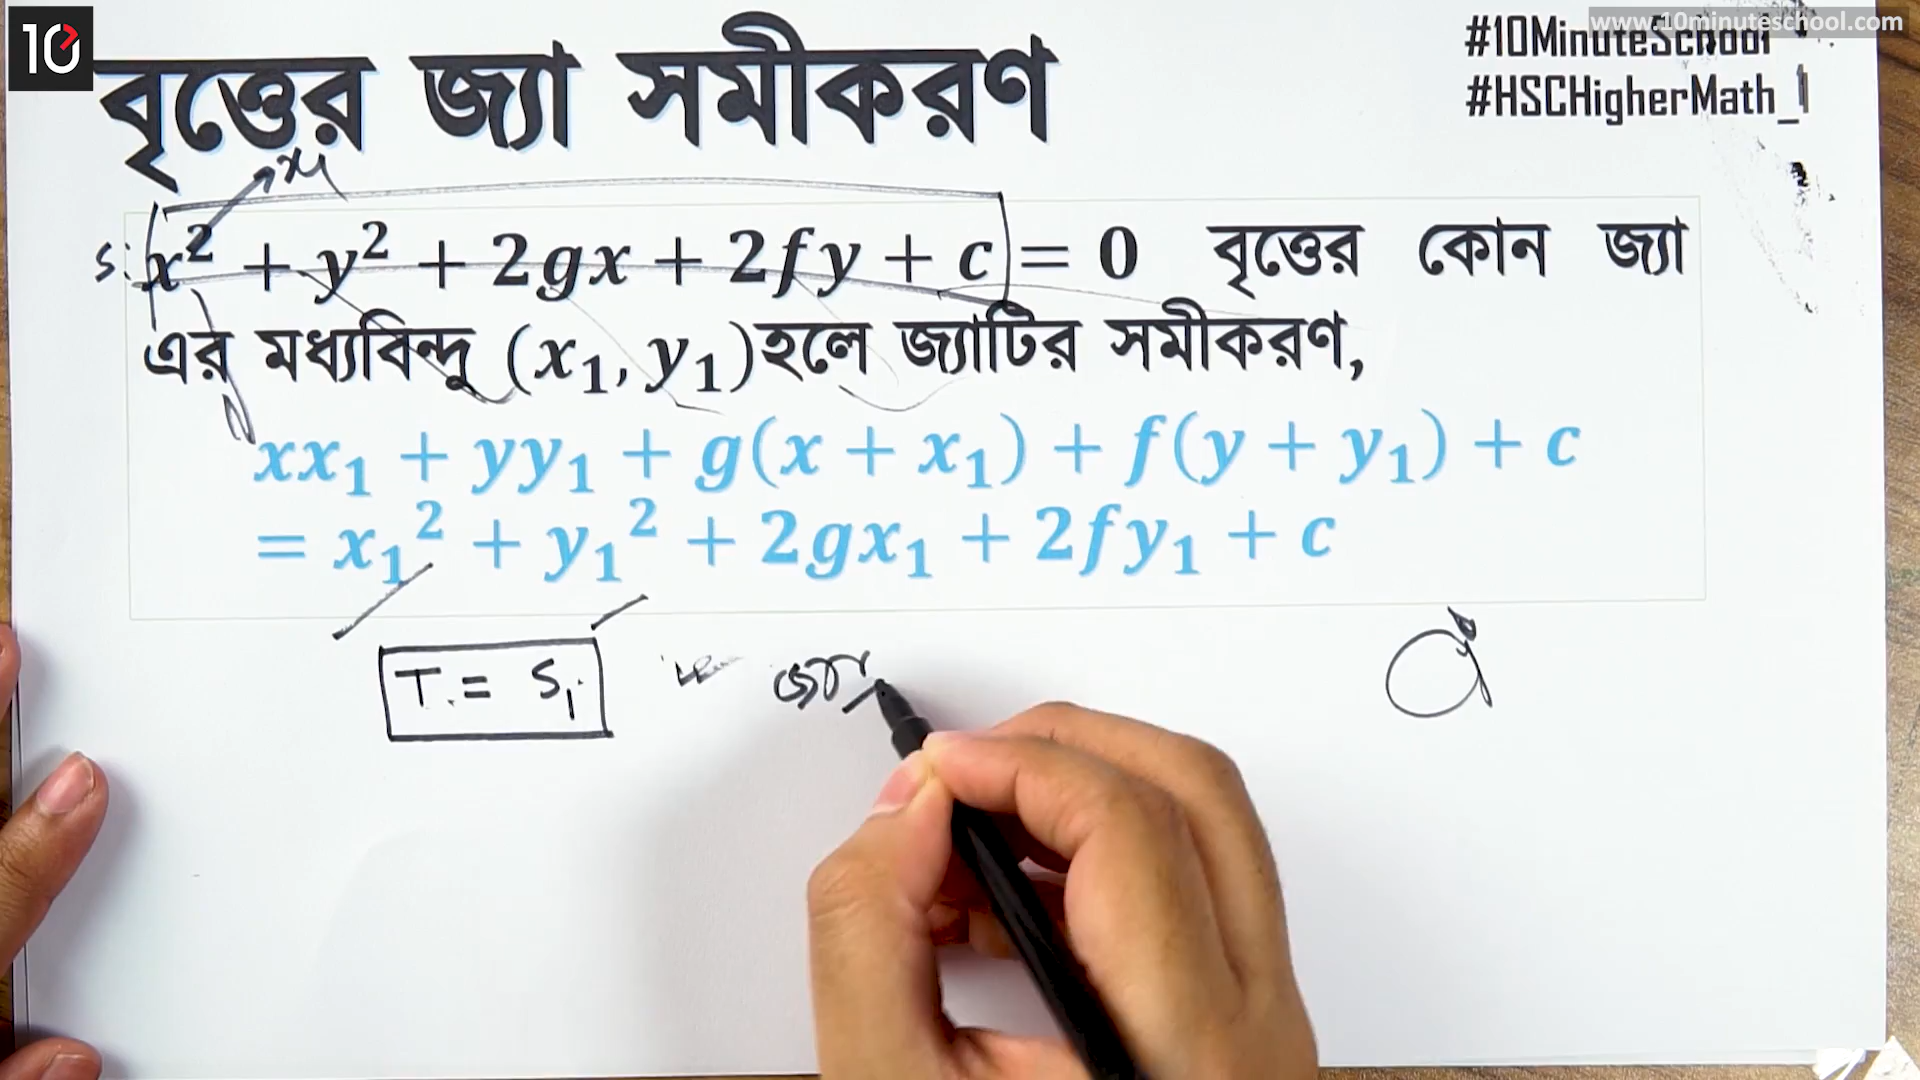 10
www.10minuteschool.com
#10MinuteSchool
#HSCHigherMath_1
বৃত্তের জ্যা সমীকরণ
x₁
S: x² + y² + 2gx + 2fy + c = 0 বৃত্তের কোন জ্যা
এর মধ্যবিন্দু (x₁, y₁) হলে জ্যাটির সমীকরণ,
xx₁ + yy₁ + g(x + x₁) + f(y + y₁) + c
= x₁² + y₁² + 2gx₁ + 2fy₁ + c
T = S₁